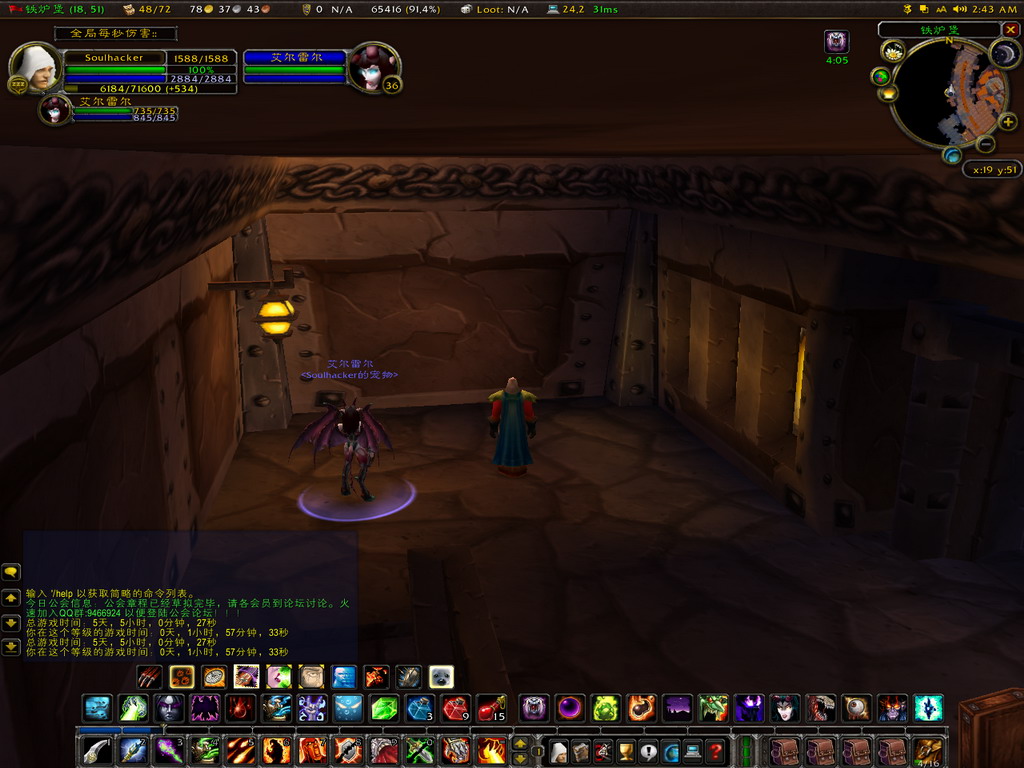 铁炉堡 (18, 51)
48/72
78 37 43
0 N/A
65416 (91,4%)
Loot: N/A
24,2 31ms
AA
2:43 AM
全局每秒伤害::
铁炉堡
N
Soulhacker
1588/1588
艾尔雷尔
100%
2884/2884
zzz
6184/71600 (+534)
36
4:05
艾尔雷尔
735/735
845/845
x:19 y:51
艾尔雷尔
<Soulhacker的宠物>
输入 '/help 以获取简略的命令列表。
今日公会信息: 公会章程已经草拟完毕，请各会员到论坛讨论。火
速加入QQ群:9466924 以便登陆公会论坛！！
总游戏时间: 5天, 5小时, 0分钟, 27秒
你在这个等级的游戏时间: 0天, 1小时, 57分钟, 33秒
总游戏时间: 5天, 5小时, 0分钟, 27秒
你在这个等级的游戏时间: 0天, 1小时, 57分钟, 33秒
3
9
15
1
4/16